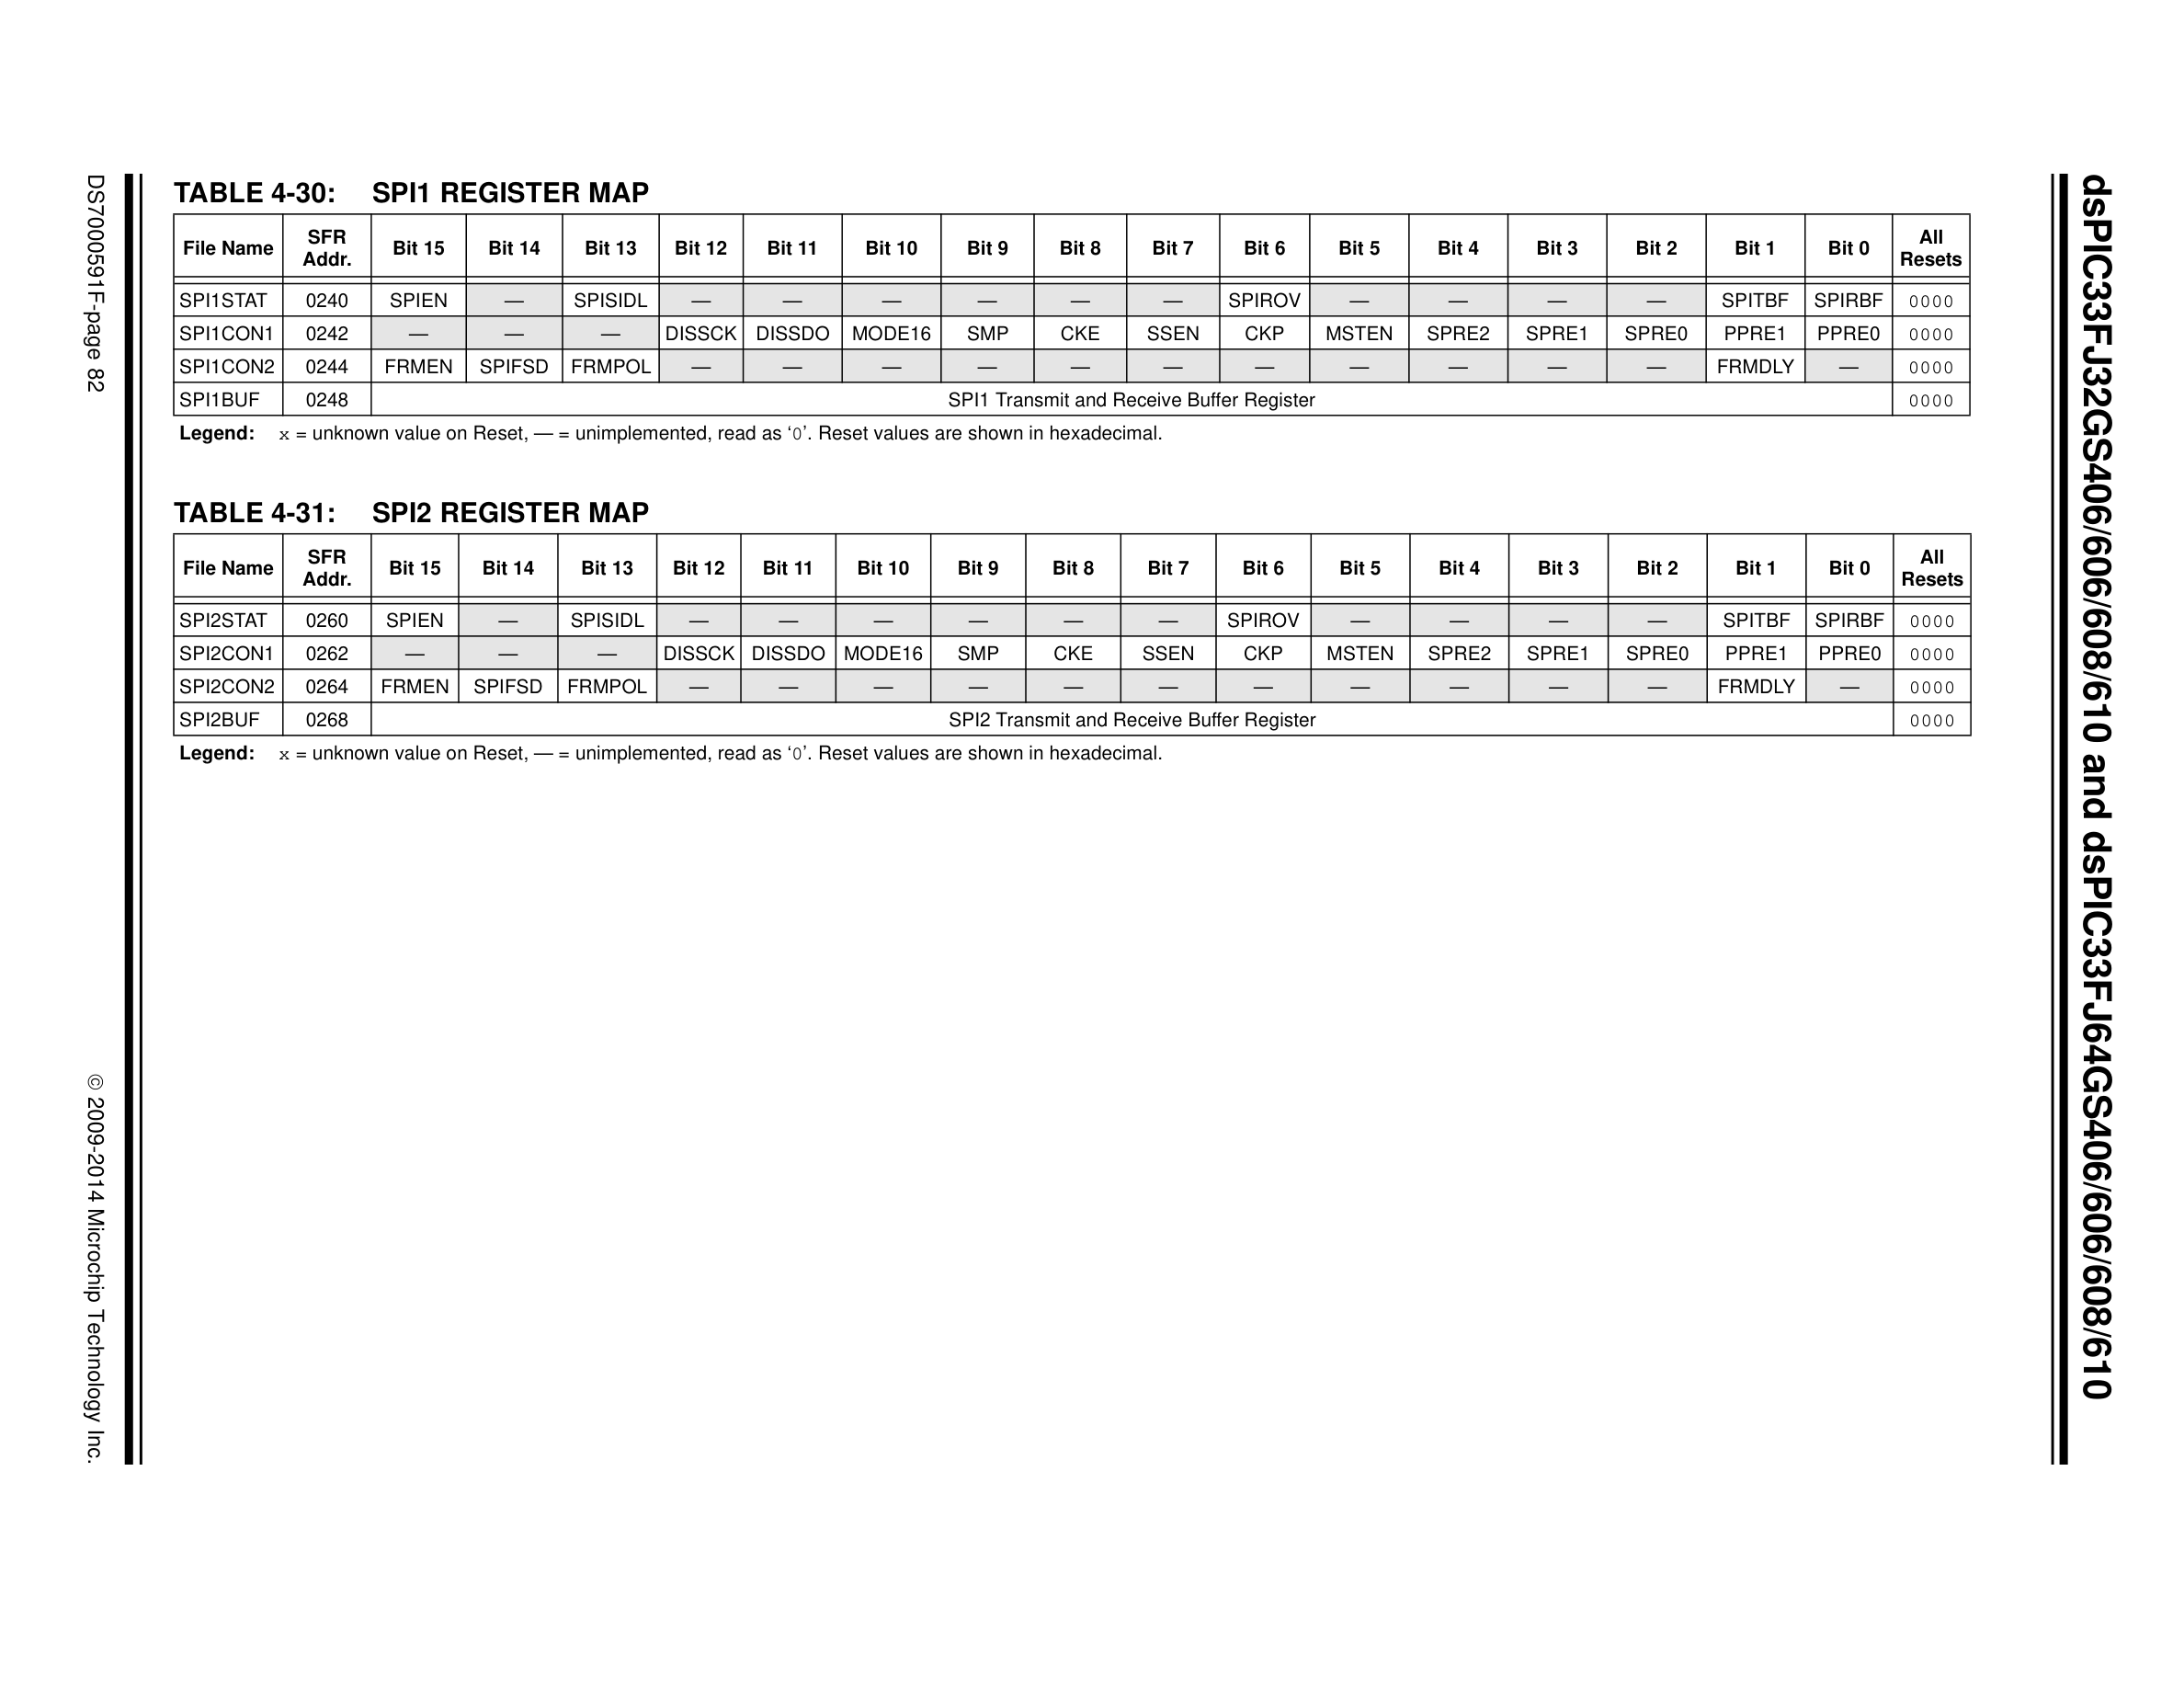 dsPIC33FJ32GS406/606/608/610 and dsPIC33FJ64GS406/606/608/610
TABLE 4-30: SPI1 REGISTER MAP
File Name SFR Addr. Bit 15 Bit 14 Bit 13 Bit 12 Bit 11 Bit 10 Bit 9 Bit 8 Bit 7 Bit 6 Bit 5 Bit 4 Bit 3 Bit 2 Bit 1 Bit 0 All Resets
SPI1STAT 0240 SPIEN — SPISIDL — — — — — — SPIROV — — — — SPITBF SPIRBF 0000
SPI1CON1 0242 — — — DISSCK DISSDO MODE16 SMP CKE SSEN CKP MSTEN SPRE2 SPRE1 SPRE0 PPRE1 PPRE0 0000
SPI1CON2 0244 FRMEN SPIFSD FRMPOL — — — — — — — — — — — FRMDLY — 0000
SPI1BUF 0248 SPI1 Transmit and Receive Buffer Register 0000
Legend: x = unknown value on Reset, — = unimplemented, read as ‘0’. Reset values are shown in hexadecimal.
TABLE 4-31: SPI2 REGISTER MAP
File Name SFR Addr. Bit 15 Bit 14 Bit 13 Bit 12 Bit 11 Bit 10 Bit 9 Bit 8 Bit 7 Bit 6 Bit 5 Bit 4 Bit 3 Bit 2 Bit 1 Bit 0 All Resets
SPI2STAT 0260 SPIEN — SPISIDL — — — — — — SPIROV — — — — SPITBF SPIRBF 0000
SPI2CON1 0262 — — — DISSCK DISSDO MODE16 SMP CKE SSEN CKP MSTEN SPRE2 SPRE1 SPRE0 PPRE1 PPRE0 0000
SPI2CON2 0264 FRMEN SPIFSD FRMPOL — — — — — — — — — — — FRMDLY — 0000
SPI2BUF 0268 SPI2 Transmit and Receive Buffer Register 0000
Legend: x = unknown value on Reset, — = unimplemented, read as ‘0’. Reset values are shown in hexadecimal.
DS70000591F-page 82
© 2009-2014 Microchip Technology Inc.